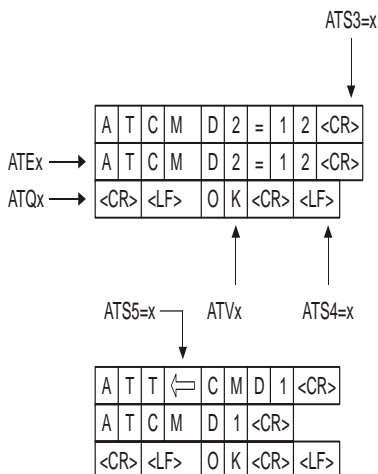 ATS3=x
A T C M D 2 = 1 2 <CR>
ATEx A T C M D 2 = 1 2 <CR>
ATQx <CR> <LF> O K <CR> <LF>
ATS5=x ATVx ATS4=x
A T T ⇦ C M D 1 <CR>
A T C M D 1 <CR>
<CR> <LF> O K <CR> <LF>